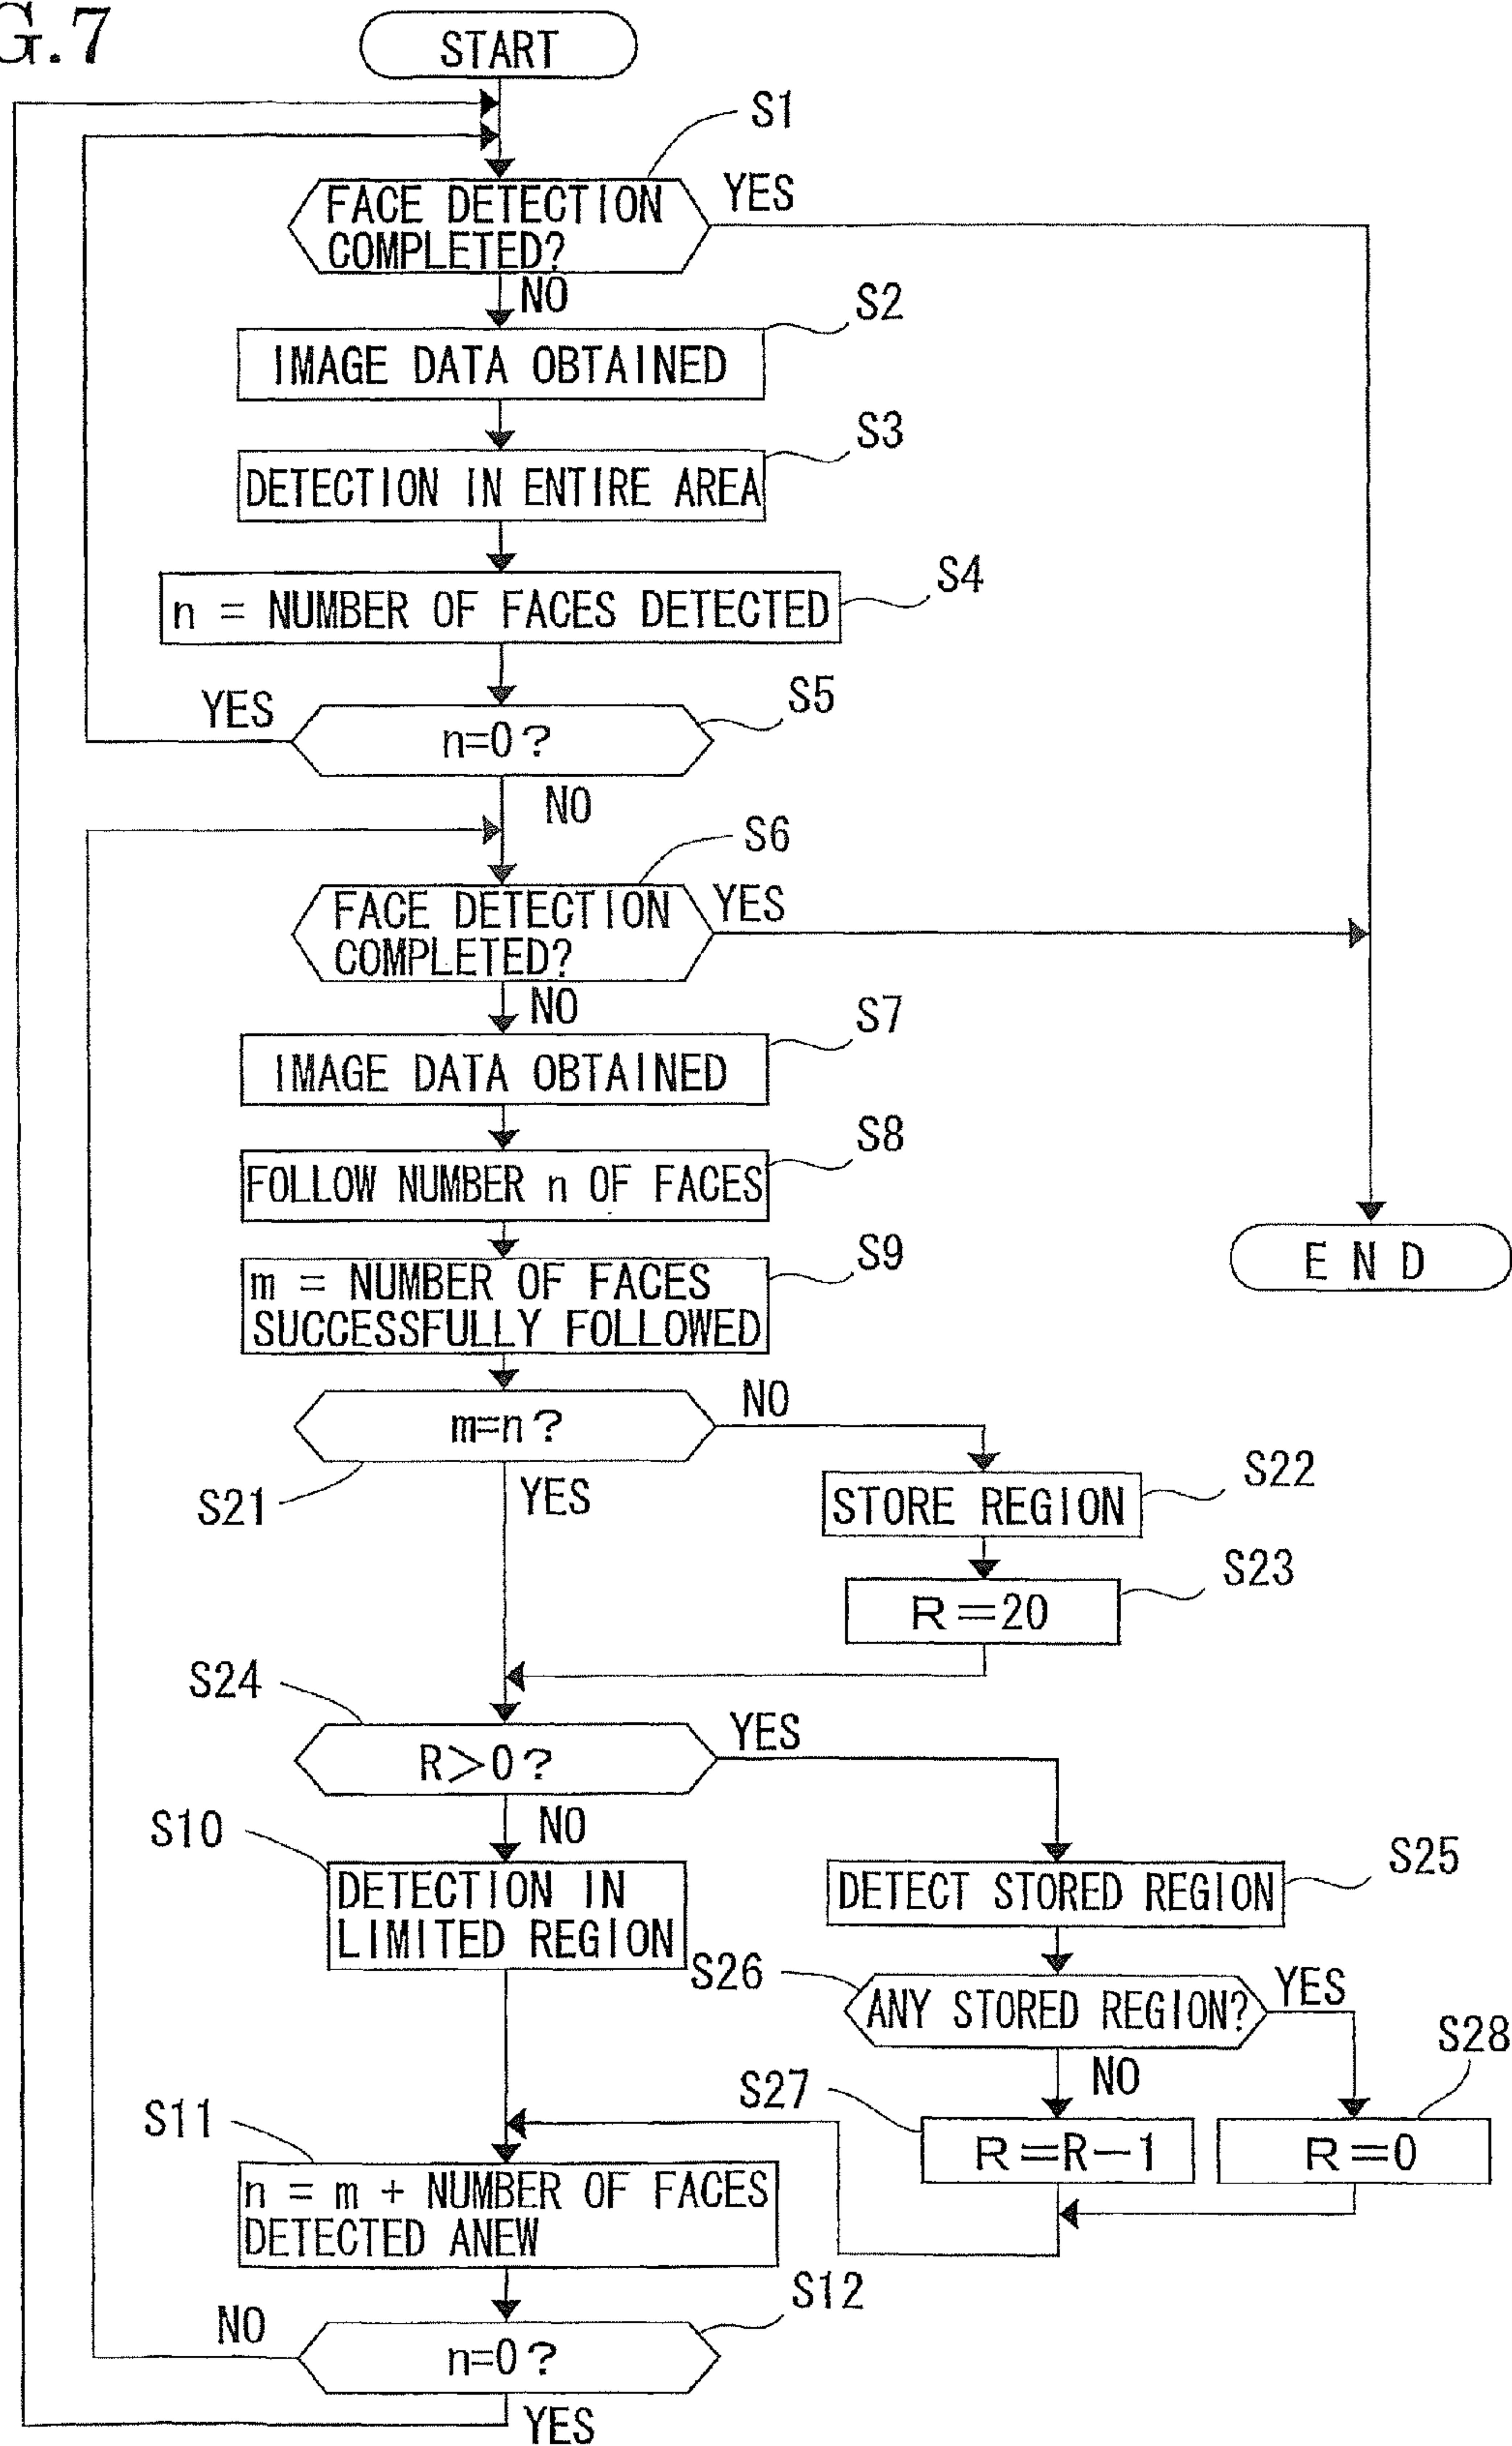 G.7
START
S1
FACE DETECTION
COMPLETED?
YES
NO
S2
IMAGE DATA OBTAINED
S3
DETECTION IN ENTIRE AREA
S4
n = NUMBER OF FACES DETECTED
S5
YES
n=0?
NO
S6
FACE DETECTION
COMPLETED?
YES
NO
S7
IMAGE DATA OBTAINED
S8
FOLLOW NUMBER n OF FACES
S9
m = NUMBER OF FACES
SUCCESSFULLY FOLLOWED
END
m=n?
NO
S21
YES
S22
STORE REGION
S23
R=20
S24
R>0?
YES
NO
S10
DETECTION IN
LIMITED REGION
S25
DETECT STORED REGION
S26
ANY STORED REGION?
YES
NO
S28
S27
R=R-1
R=0
S11
n = m + NUMBER OF FACES
DETECTED ANEW
S12
NO
n=0?
YES